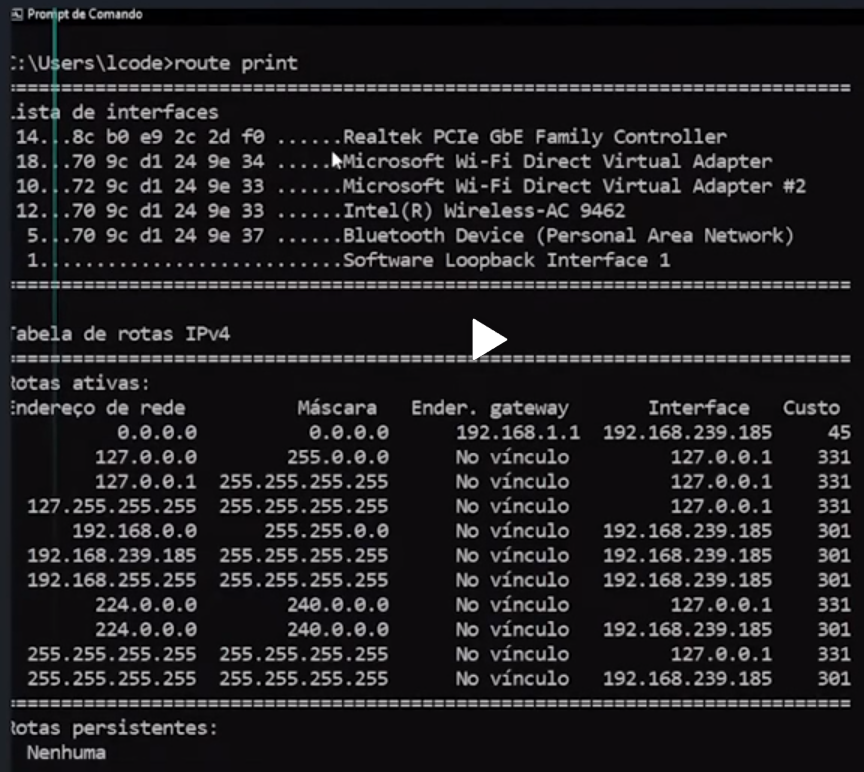 Prompt de Comando
:\Users\lcode>route print
===========================================================================
ista de interfaces
14...8c b0 e9 2c 2d f0 ......Realtek PCIe GbE Family Controller
18...70 9c d1 24 9e 34 ......Microsoft Wi-Fi Direct Virtual Adapter
10...72 9c d1 24 9e 33 ......Microsoft Wi-Fi Direct Virtual Adapter #2
12...70 9c d1 24 9e 33 ......Intel(R) Wireless-AC 9462
5...70 9c d1 24 9e 37 ......Bluetooth Device (Personal Area Network)
1...........................Software Loopback Interface 1
===========================================================================
Tabela de rotas IPv4
===========================================================================
Rotas ativas:
Endereço de rede Máscara Ender. gateway Interface Custo
0.0.0.0 0.0.0.0 192.168.1.1 192.168.239.185 45
127.0.0.0 255.0.0.0 No vínculo 127.0.0.1 331
127.0.0.1 255.255.255.255 No vínculo 127.0.0.1 331
127.255.255.255 255.255.255.255 No vínculo 127.0.0.1 331
192.168.0.0 255.255.0.0 No vínculo 192.168.239.185 301
192.168.239.185 255.255.255.255 No vínculo 192.168.239.185 301
192.168.255.255 255.255.255.255 No vínculo 192.168.239.185 301
224.0.0.0 240.0.0.0 No vínculo 127.0.0.1 331
224.0.0.0 240.0.0.0 No vínculo 192.168.239.185 301
255.255.255.255 255.255.255.255 No vínculo 127.0.0.1 331
255.255.255.255 255.255.255.255 No vínculo 192.168.239.185 301
===========================================================================
Rotas persistentes:
Nenhuma